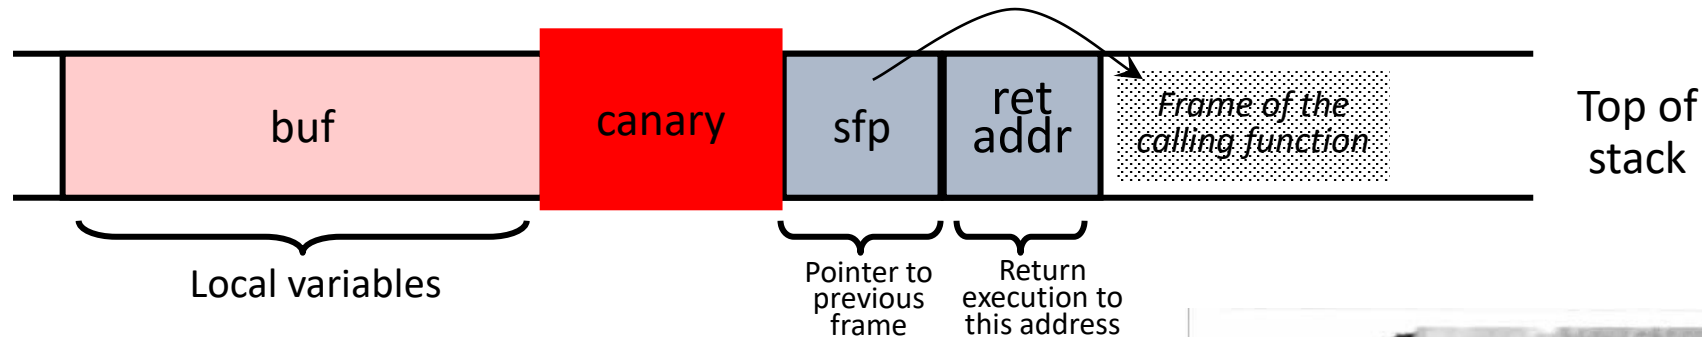 buf
canary
sfp
ret
addr
Frame of the
calling function
Top of
stack
Local variables
Pointer to
previous
frame
Return
execution to
this address